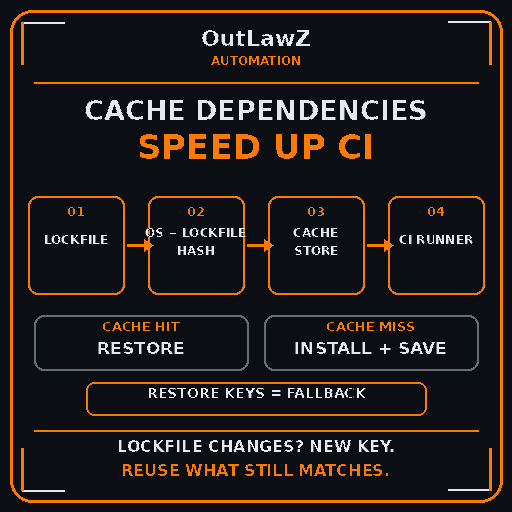 OutLawZ
AUTOMATION
CACHE DEPENDENCIES
SPEED UP CI
01
LOCKFILE
02
OS – LOCKFILE
HASH
03
CACHE
STORE
04
CI RUNNER
CACHE HIT
RESTORE
CACHE MISS
INSTALL + SAVE
RESTORE KEYS = FALLBACK
LOCKFILE CHANGES? NEW KEY.
REUSE WHAT STILL MATCHES.